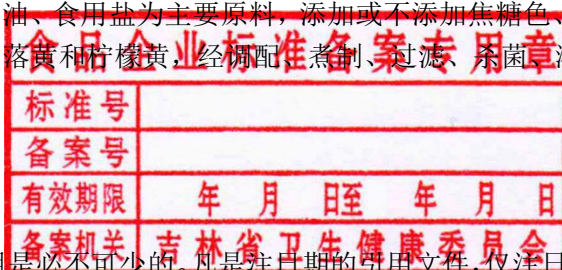 油、食用盐为主要原料，添加或不添加焦糖色、
食品企业标准备案专用章
落黄和柠檬黄，经调配、煮制、过滤、杀菌、灌
标准号
备案号
有效期限 年 月 日至 年 月 日
备案机关 吉林省卫生健康委员会
是必不可少的。凡是注日期的引用文件，仅注日